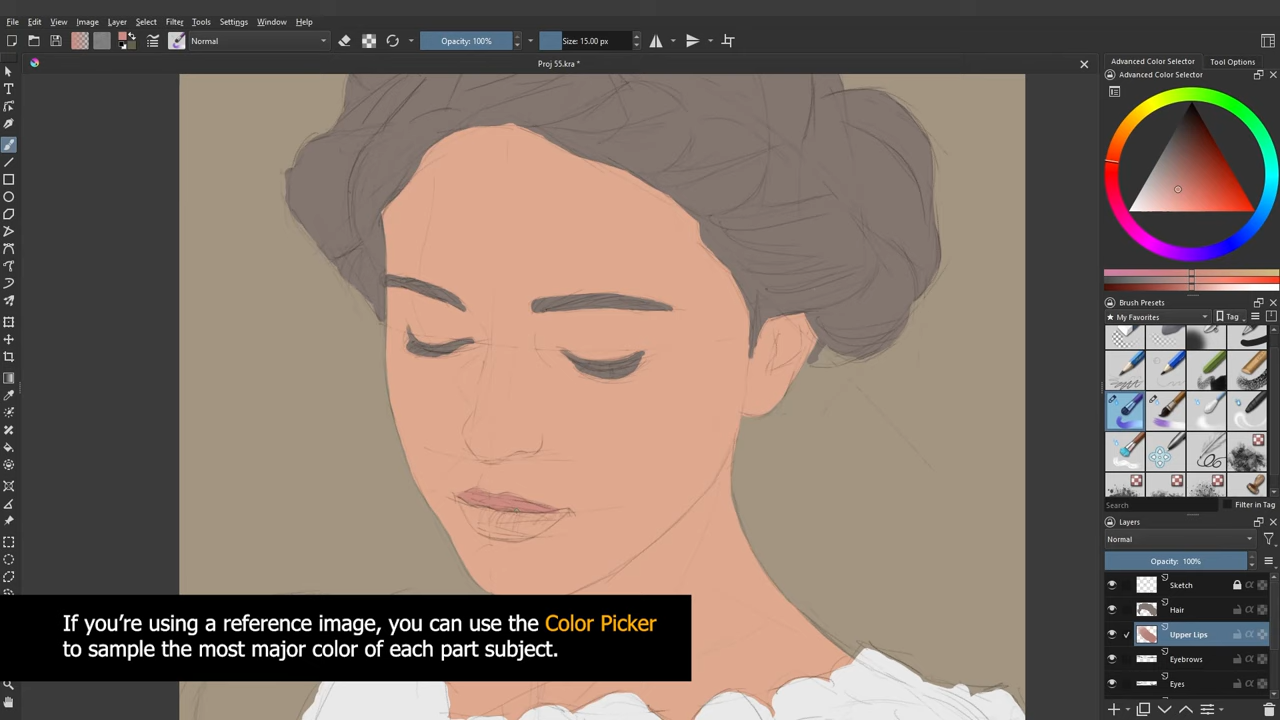 File Edit View Image Layer Select Filter Tools Settings Window Help
Normal Opacity: 100% Size: 15.00 px
Proj 55.kra *
Advanced Color Selector Tool Options
Advanced Color Selector
Brush Presets
★ My Favorites Tag
Search Filter in Tag
Layers
Normal
Opacity: 100%
Sketch
Hair
Upper Lips
Eyebrows
Eyes
If you’re using a reference image, you can use the Color Picker
to sample the most major color of each part subject.